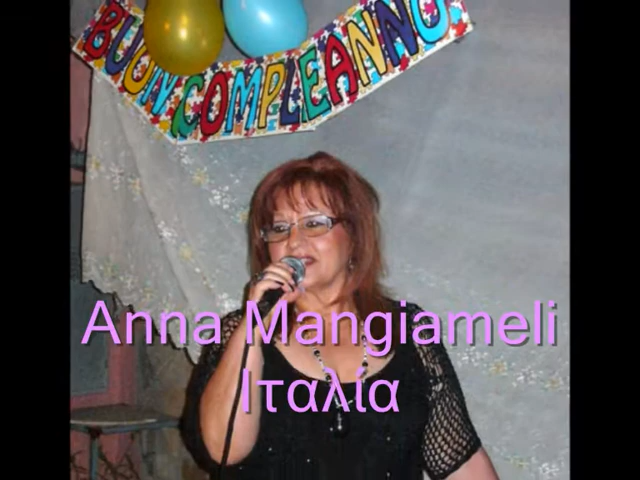 BUON COMPLEANNO
Anna Mangiameli
Ιταλία